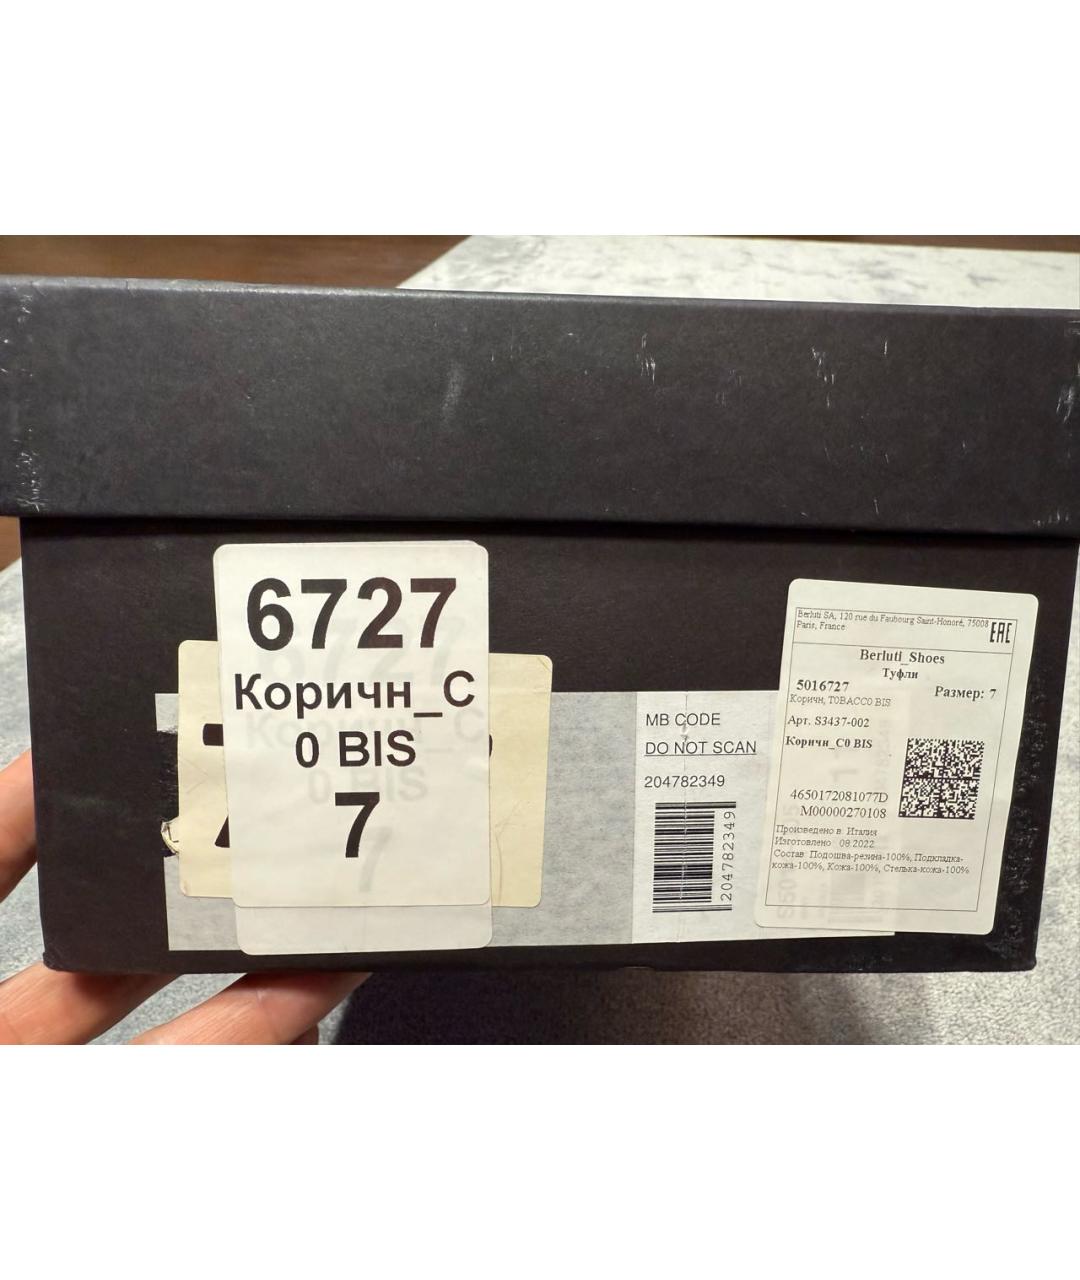 6727
Коричн_C
0 BIS
7
MB CODE
DO NOT SCAN
204782349
204782349
Berluti SA, 120 rue du Faubourg Saint-Honoré, 75008
Paris, France
EAC
Berluti_Shoes
Туфли
5016727
Размер: 7
Коричн, TOBACCO BIS
Арт. S3437-002
Коричн_C0 BIS
4650172081077D
M00000270108
Произведено в: Италия
Изготовлено 08.2022
Состав: Подошва-резина-100%, Подкладка-
кожа-100%, Кожа-100%, Стелька-кожа-100%